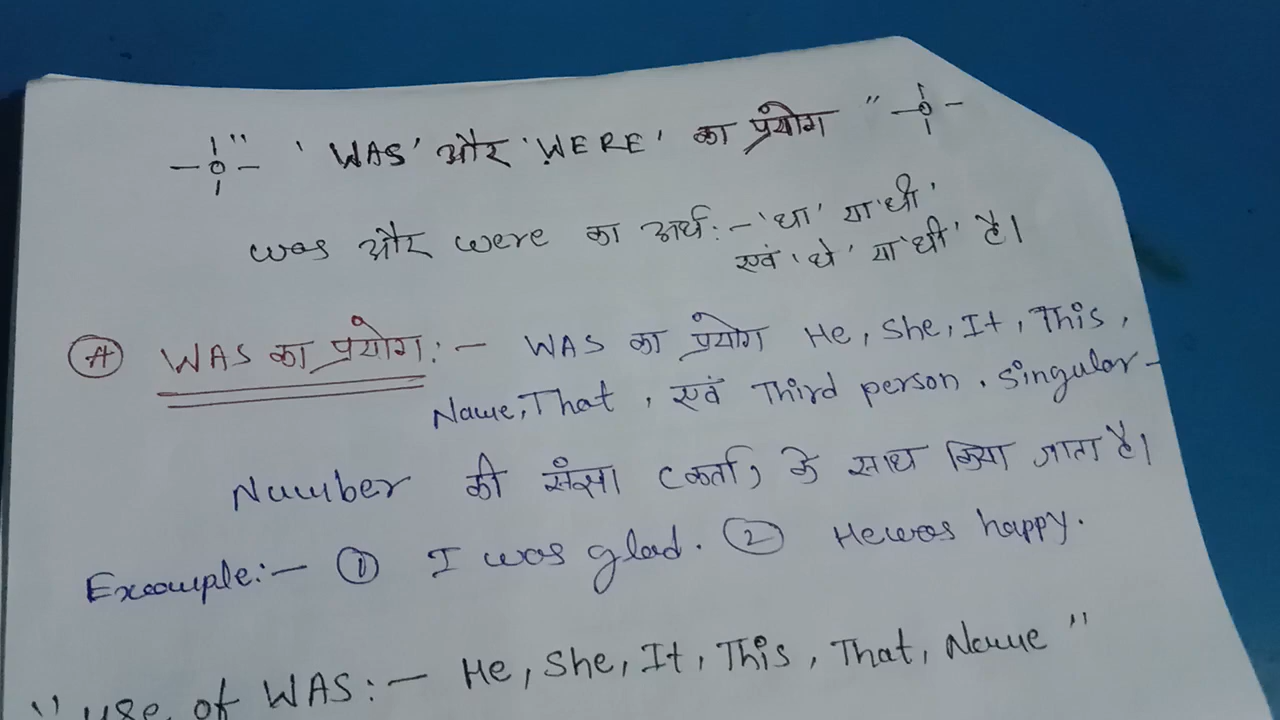 " 'WAS' और 'WERE' का प्रयोग "
was और were का अर्थ:- 'था' या 'थी'
एवं 'थे' या 'थी' है।
(A) WAS का प्रयोग:- WAS का प्रयोग He, She, It, This,
Name, That, एवं Third person. Singular-
Number की संज्ञा (कर्ता) के साथ किया जाता है।
Example:- ① I was glad. ② He was happy.
"use of WAS:- He, She, It, This, That, Name"